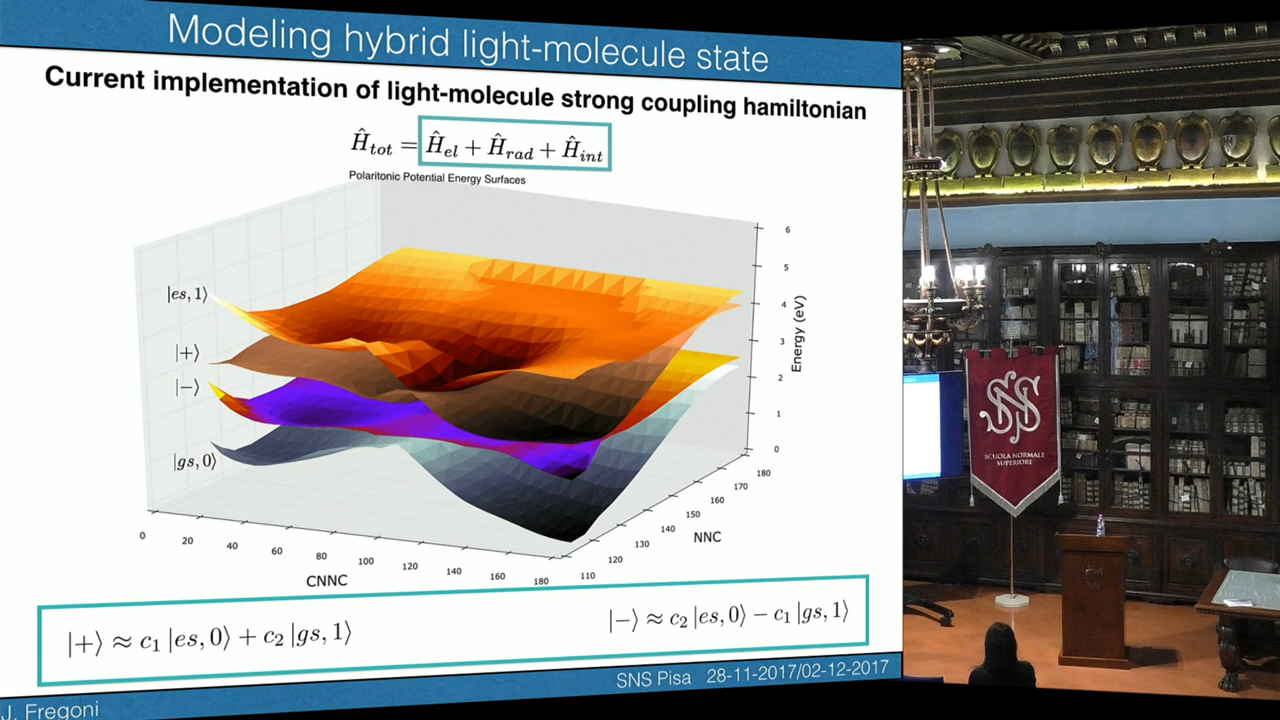 Modeling hybrid light-molecule state
Current implementation of light-molecule strong coupling hamiltonian
Ĥ_tot = Ĥ_el + Ĥ_rad + Ĥ_int
Polaritonic Potential Energy Surfaces
|es, 1⟩
|+⟩
|−⟩
|gs, 0⟩
6
5
4
3
2
1
0
Energy (eV)
180
170
160
150
140
130
120
110
NNC
0
20
40
60
80
100
120
140
160
180
CNNC
|+⟩ ≈ c₁ |es, 0⟩ + c₂ |gs, 1⟩
|−⟩ ≈ c₂ |es, 0⟩ − c₁ |gs, 1⟩
SNS Pisa 28-11-2017/02-12-2017
J. Fregoni
SNS
SCUOLA NORMALE
SUPERIORE